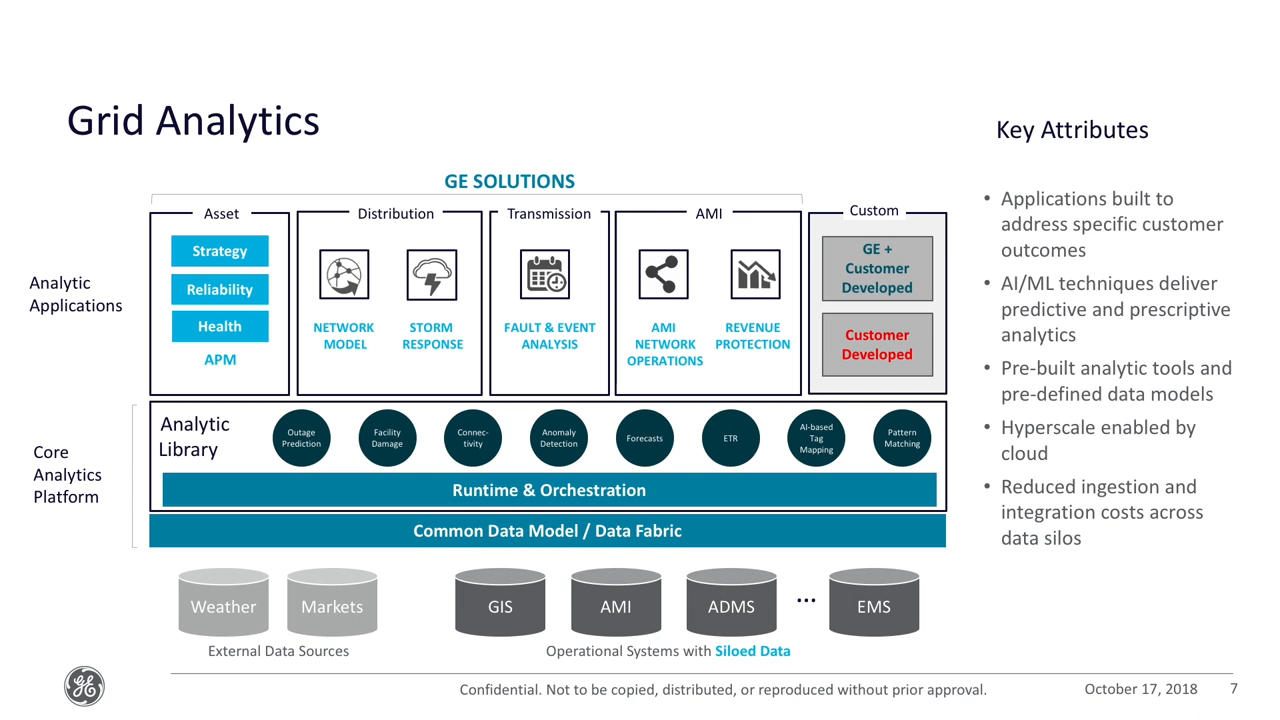 Grid Analytics
Key Attributes
GE SOLUTIONS
Asset
Distribution
Transmission
AMI
Custom
Analytic
Applications
Strategy
Reliability
Health
APM
NETWORK
MODEL
STORM
RESPONSE
FAULT & EVENT
ANALYSIS
AMI
NETWORK
OPERATIONS
REVENUE
PROTECTION
GE +
Customer
Developed
Customer
Developed
Core
Analytics
Platform
Analytic
Library
Outage
Prediction
Facility
Damage
Connec-
tivity
Anomaly
Detection
Forecasts
ETR
AI-based
Tag
Mapping
Pattern
Matching
Runtime & Orchestration
Common Data Model / Data Fabric
Weather
Markets
GIS
AMI
ADMS
...
EMS
External Data Sources
Operational Systems with Siloed Data
• Applications built to
address specific customer
outcomes
• AI/ML techniques deliver
predictive and prescriptive
analytics
• Pre-built analytic tools and
pre-defined data models
• Hyperscale enabled by
cloud
• Reduced ingestion and
integration costs across
data silos
GE
Confidential. Not to be copied, distributed, or reproduced without prior approval.
October 17, 2018
7